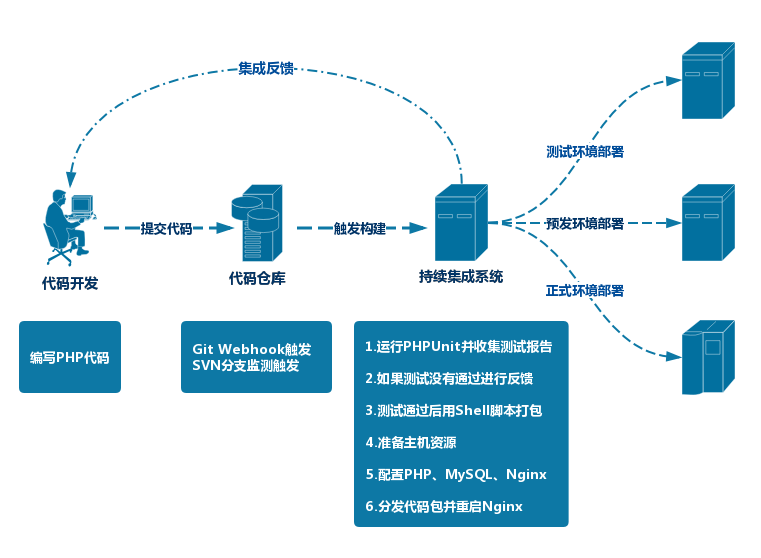 集成反馈
测试环境部署
提交代码
触发构建
预发环境部署
代码开发
代码仓库
持续集成系统
正式环境部署
编写PHP代码
Git Webhook触发
SVN分支监测触发
1.运行PHPUnit并收集测试报告
2.如果测试没有通过进行反馈
3.测试通过后用Shell脚本打包
4.准备主机资源
5.配置PHP、MySQL、Nginx
6.分发代码包并重启Nginx